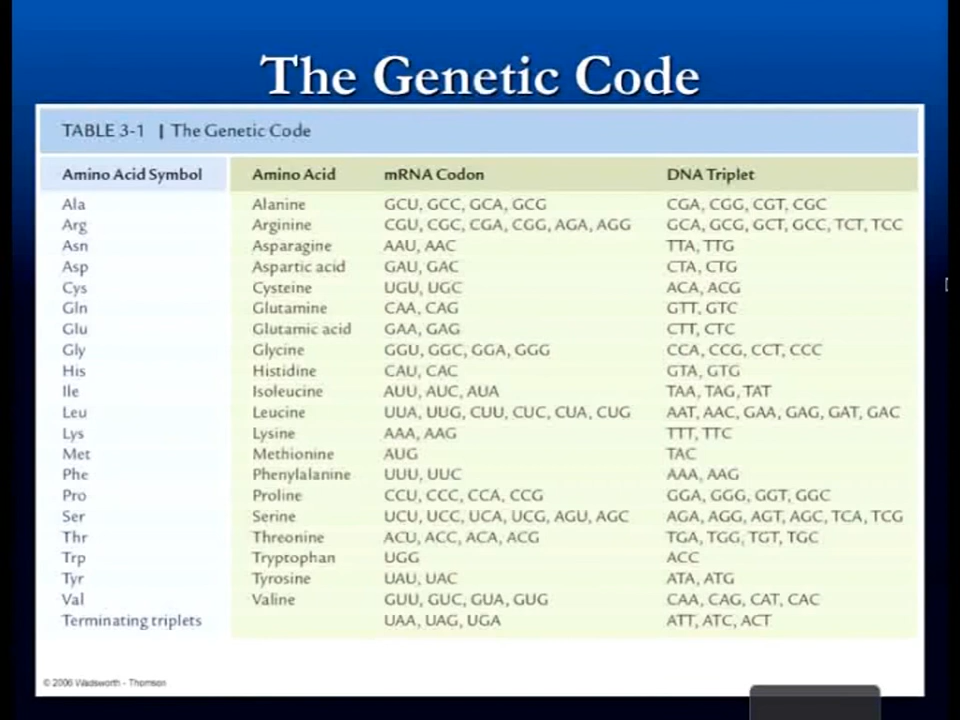 The Genetic Code
TABLE 3-1 | The Genetic Code
Amino Acid Symbol Amino Acid mRNA Codon DNA Triplet
Ala Alanine GCU, GCC, GCA, GCG CGA, CGG, CGT, CGC
Arg Arginine CGU, CGC, CGA, CGG, AGA, AGG GCA, GCG, GCT, GCC, TCT, TCC
Asn Asparagine AAU, AAC TTA, TTG
Asp Aspartic acid GAU, GAC CTA, CTG
Cys Cysteine UGU, UGC ACA, ACG
Gln Glutamine CAA, CAG GTT, GTC
Glu Glutamic acid GAA, GAG CTT, CTC
Gly Glycine GGU, GGC, GGA, GGG CCA, CCG, CCT, CCC
His Histidine CAU, CAC GTA, GTG
Ile Isoleucine AUU, AUC, AUA TAA, TAG, TAT
Leu Leucine UUA, UUG, CUU, CUC, CUA, CUG AAT, AAC, GAA, GAG, GAT, GAC
Lys Lysine AAA, AAG TTT, TTC
Met Methionine AUG TAC
Phe Phenylalanine UUU, UUC AAA, AAG
Pro Proline CCU, CCC, CCA, CCG GGA, GGG, GGT, GGC
Ser Serine UCU, UCC, UCA, UCG, AGU, AGC AGA, AGG, AGT, AGC, TCA, TCG
Thr Threonine ACU, ACC, ACA, ACG TGA, TGG, TGT, TGC
Trp Tryptophan UGG ACC
Tyr Tyrosine UAU, UAC ATA, ATG
Val Valine GUU, GUC, GUA, GUG CAA, CAG, CAT, CAC
Terminating triplets UAA, UAG, UGA ATT, ATC, ACT
© 2006 Wadsworth - Thomson